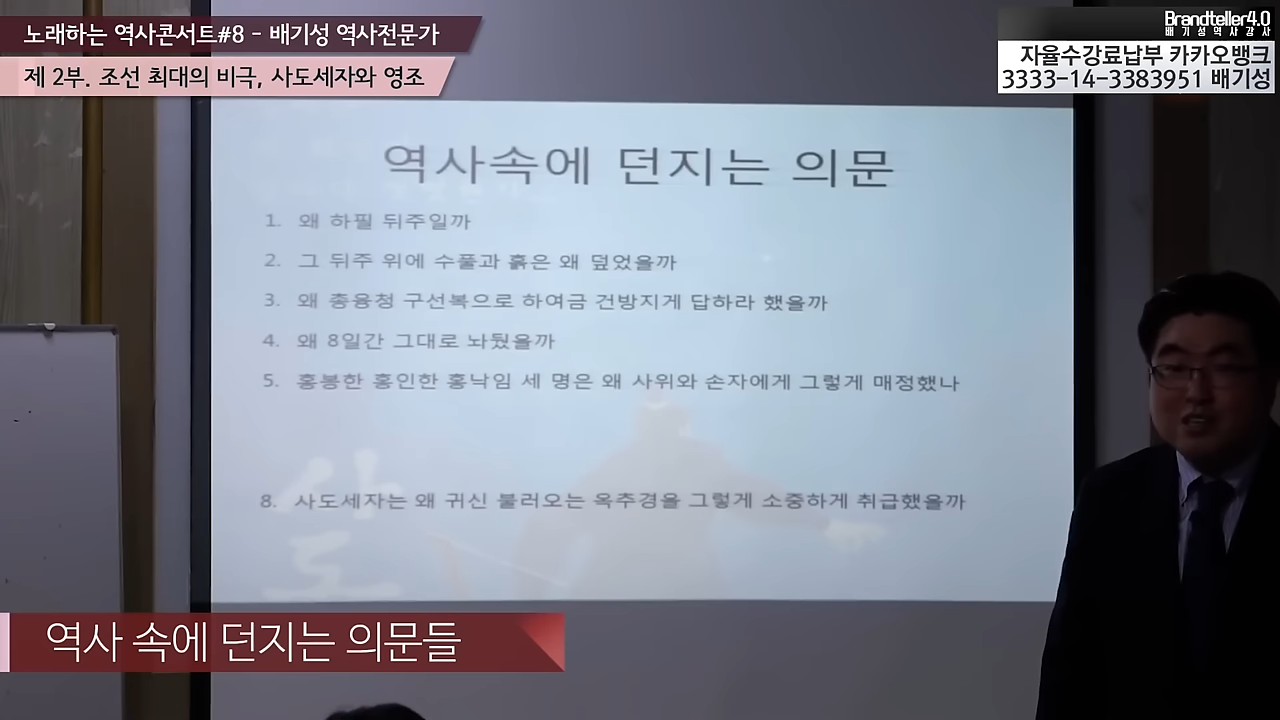 노래하는 역사콘서트#8 - 배기성 역사전문가
제 2부. 조선 최대의 비극, 사도세자와 영조
Brandteller4.0
배기성역사강사
자율수강료납부 카카오뱅크
3333-14-3383951 배기성
역사속에 던지는 의문
1. 왜 하필 뒤주일까
2. 그 뒤주 위에 수풀과 흙은 왜 덮었을까
3. 왜 총융청 구선복으로 하여금 건방지게 답하라 했을까
4. 왜 8일간 그대로 놔뒀을까
5. 홍봉한 홍인한 홍낙임 세 명은 왜 사위와 손자에게 그렇게 매정했나
8. 사도세자는 왜 귀신 불러오는 옥추경을 그렇게 소중하게 취급했을까
사
도
역사 속에 던지는 의문들